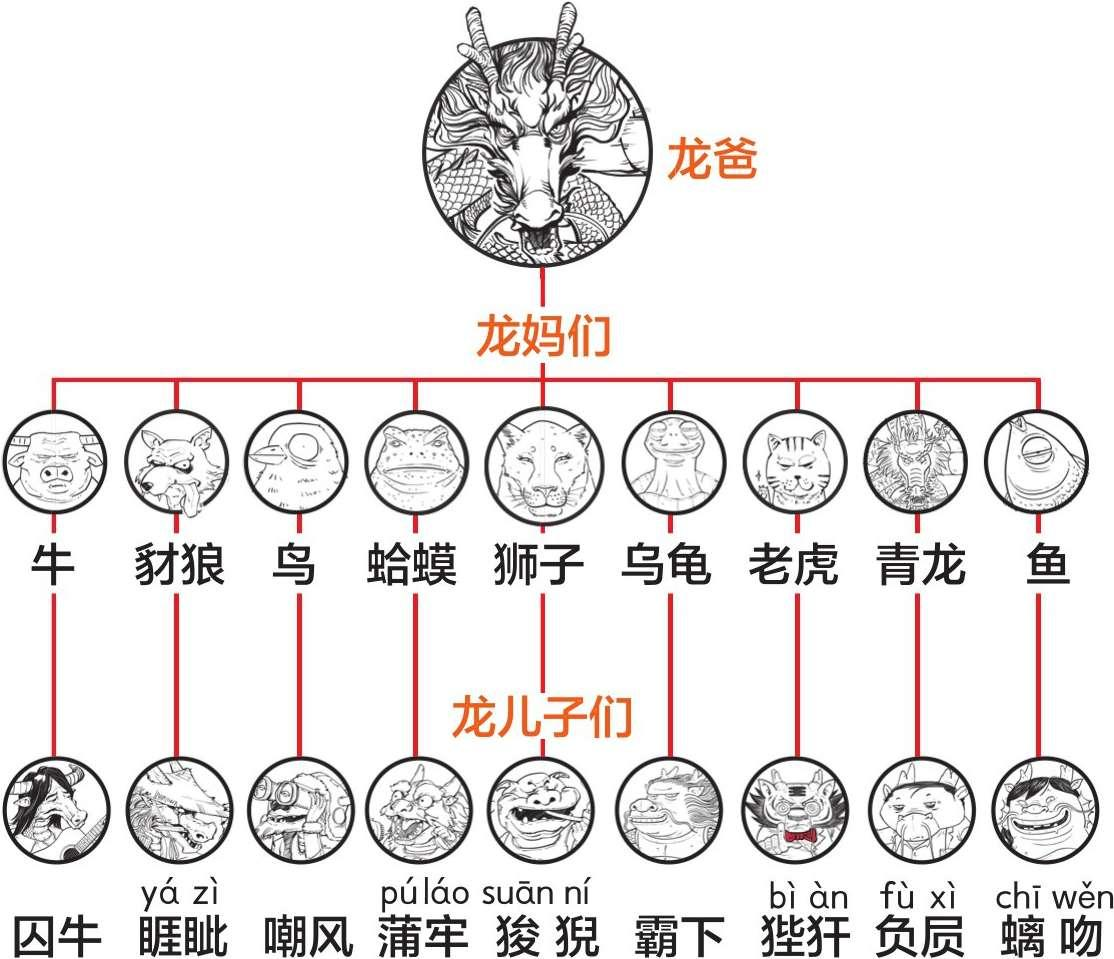 龙爸
龙妈们
牛 豺狼 鸟 蛤蟆 狮子 乌龟 老虎 青龙 鱼
龙儿子们
yá zì púláo suān ní bì àn fù xì chī wěn
囚牛 睚眦 嘲风 蒲牢 狻猊 霸下 狴犴 负屃 螭吻